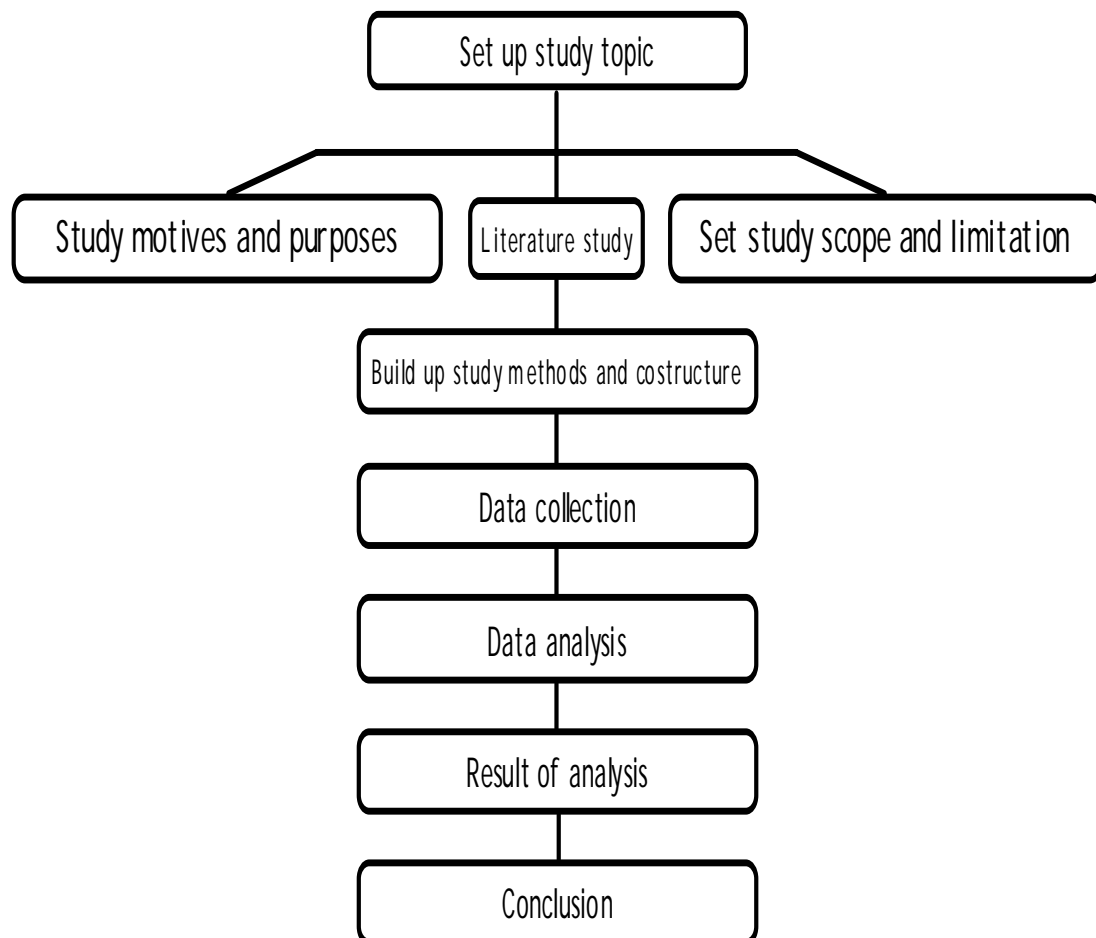 Set up study topic
Study motives and purposes
Literature study
Set study scope and limitation
Build up study methods and costructure
Data collection
Data analysis
Result of analysis
Conclusion